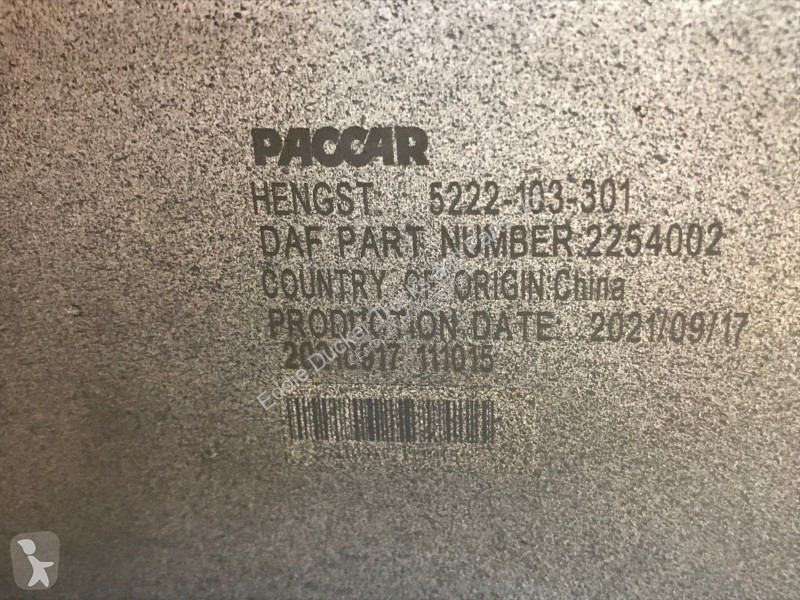 PACCAR
HENGST: 5222-103-301
DAF PART NUMBER:2254002
COUNTRY OF ORIGIN:China
PRODUCTION DATE: 2021/09/17
20210917 111015